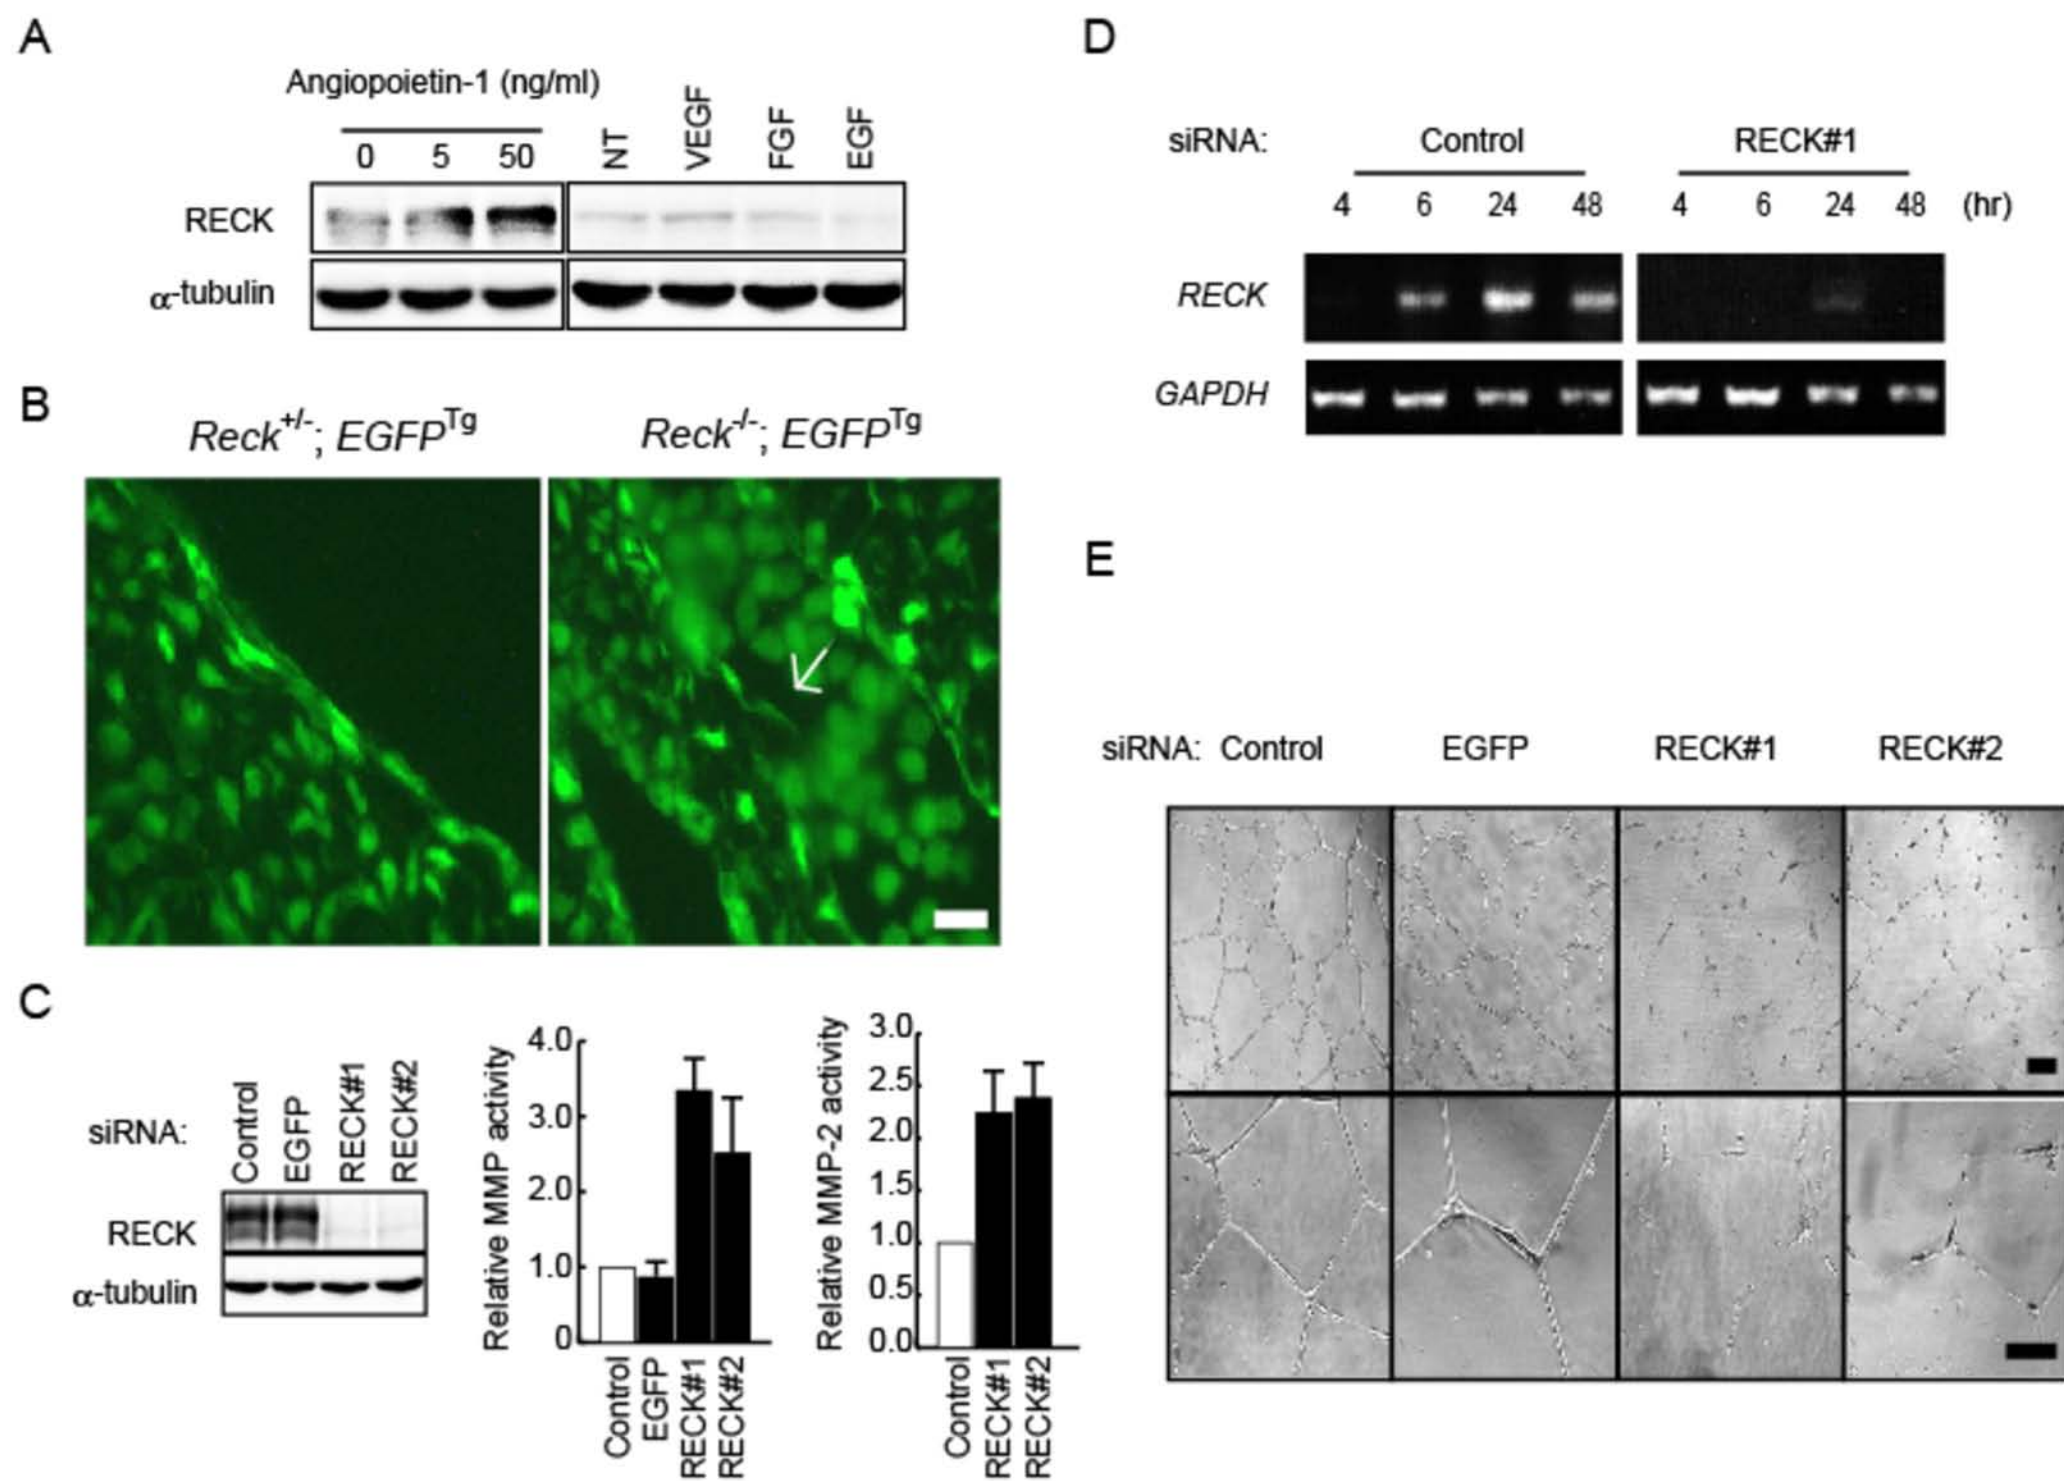 A
Angiopoietin-1 (ng/ml)
0 5 50 NT VEGF FGF EGF
RECK
α-tubulin
B
Reck+/-; EGFPTg
Reck-/-; EGFPTg
C
siRNA: Control EGFP RECK#1 RECK#2
RECK
α-tubulin
Relative MMP activity
4.0
3.0
2.0
1.0
0
Control EGFP RECK#1 RECK#2
Relative MMP-2 activity
3.0
2.5
2.0
1.5
1.0
0.5
0.0
Control RECK#1 RECK#2
D
siRNA: Control RECK#1
4 6 24 48 4 6 24 48 (hr)
RECK
GAPDH
E
siRNA: Control EGFP RECK#1 RECK#2